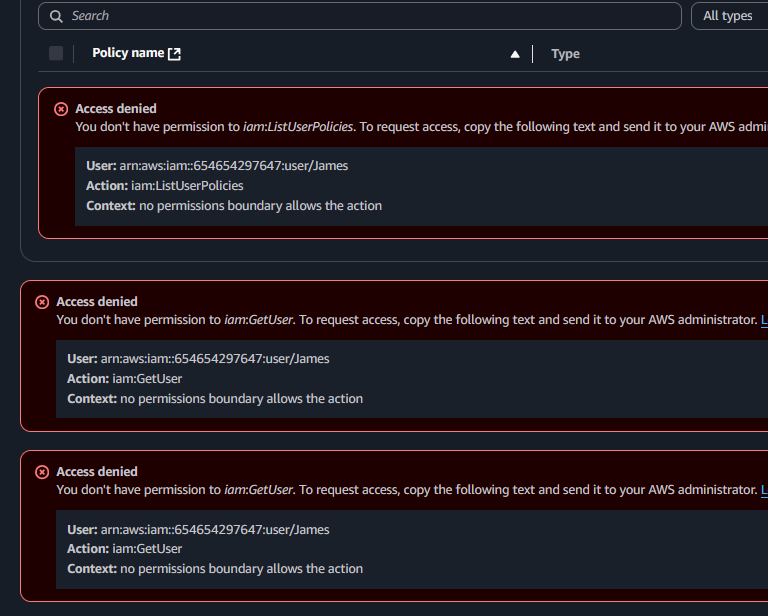 Search
All types
Policy name
Type
Access denied
You don't have permission to iam:ListUserPolicies. To request access, copy the following text and send it to your AWS admi
User: arn:aws:iam::654654297647:user/James
Action: iam:ListUserPolicies
Context: no permissions boundary allows the action
Access denied
You don't have permission to iam:GetUser. To request access, copy the following text and send it to your AWS administrator. L
User: arn:aws:iam::654654297647:user/James
Action: iam:GetUser
Context: no permissions boundary allows the action
Access denied
You don't have permission to iam:GetUser. To request access, copy the following text and send it to your AWS administrator. L
User: arn:aws:iam::654654297647:user/James
Action: iam:GetUser
Context: no permissions boundary allows the action